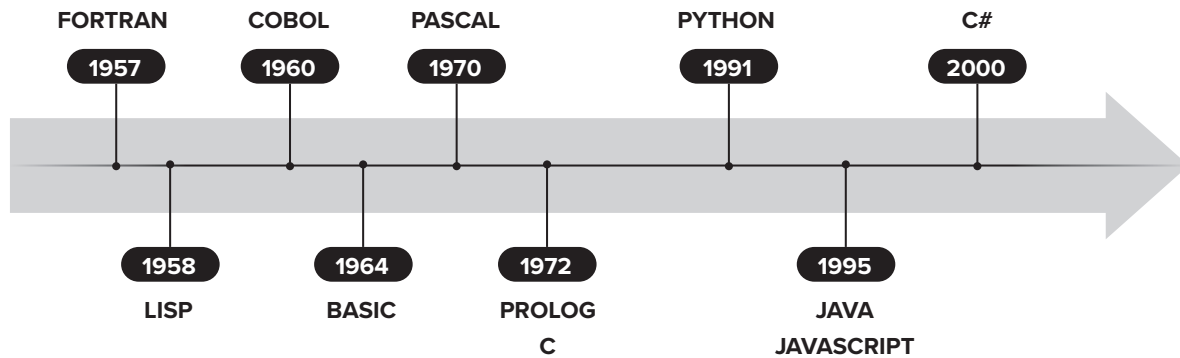 FORTRAN COBOL PASCAL PYTHON C#
1957 1960 1970 1991 2000
1958 1964 1972 1995
LISP BASIC PROLOG JAVA
C JAVASCRIPT